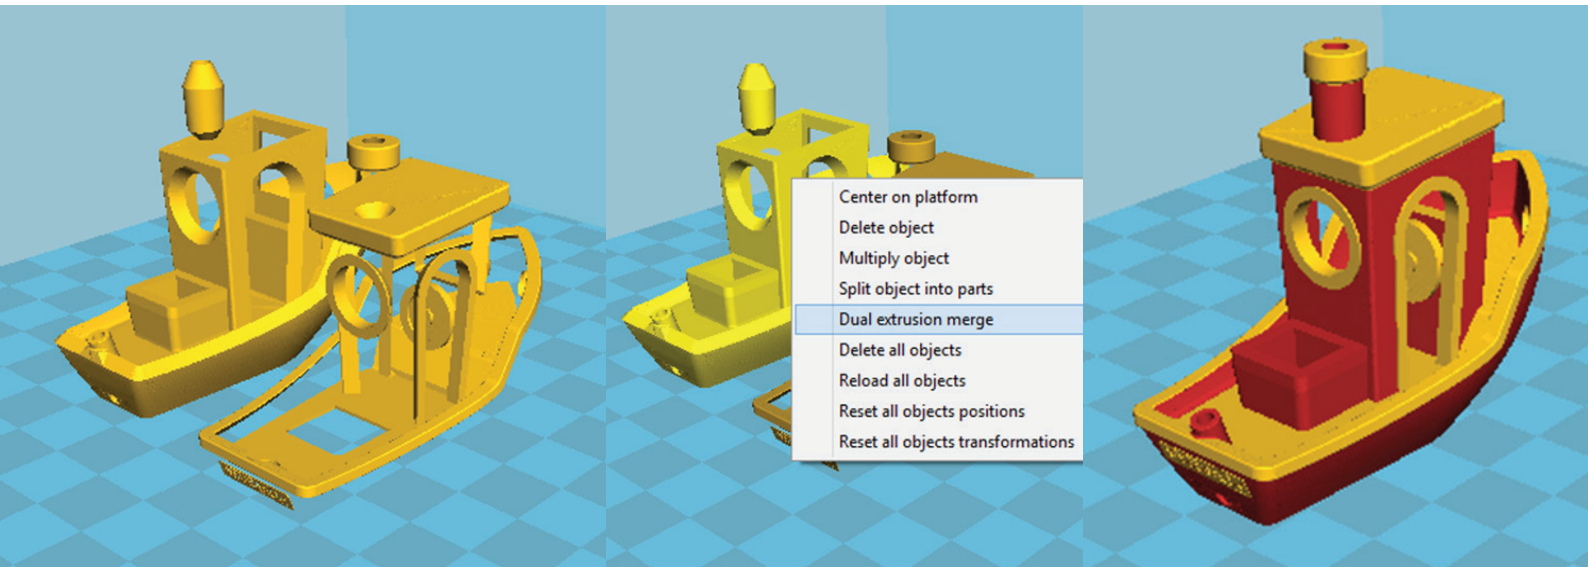 Center on platform
Delete object
Multiply object
Split object into parts
Dual extrusion merge
Delete all objects
Reload all objects
Reset all objects positions
Reset all objects transformations